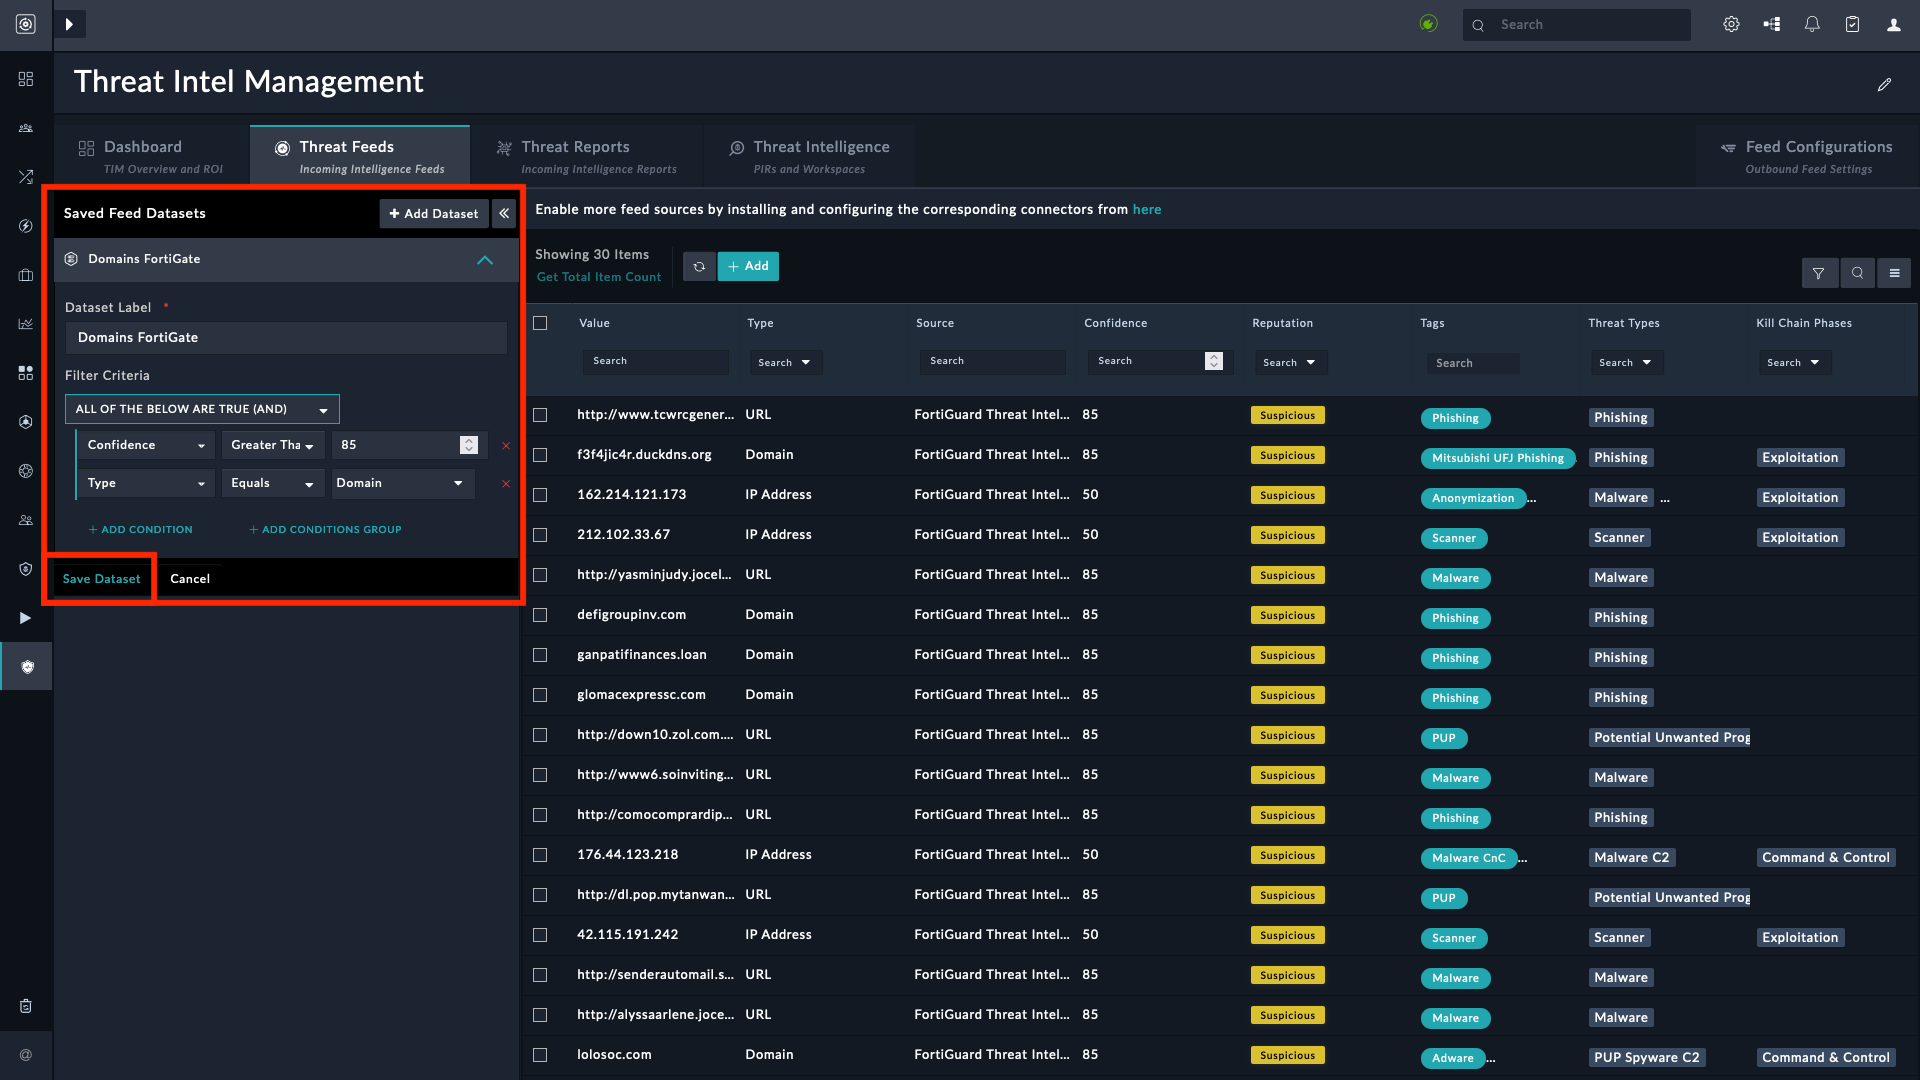 Search
Threat Intel Management
Dashboard
TIM Overview and ROI
Threat Feeds
Incoming Intelligence Feeds
Threat Reports
Incoming Intelligence Reports
Threat Intelligence
PIRs and Workspaces
Feed Configurations
Outbound Feed Settings
Saved Feed Datasets
+ Add Dataset
Domains FortiGate
Dataset Label *
Domains FortiGate
Filter Criteria
ALL OF THE BELOW ARE TRUE (AND)
Confidence Greater Tha 85
Type Equals Domain
+ ADD CONDITION + ADD CONDITIONS GROUP
Save Dataset Cancel
Enable more feed sources by installing and configuring the corresponding connectors from here
Showing 30 Items
Get Total Item Count
+ Add
Value Type Source Confidence Reputation Tags Threat Types Kill Chain Phases
Search Search Search Search Search Search Search Search
http://www.tcwrcgener... URL FortiGuard Threat Intel... 85 Suspicious Phishing Phishing
f3f4jic4r.duckdns.org Domain FortiGuard Threat Intel... 85 Suspicious Mitsubishi UFJ Phishing Phishing Exploitation
162.214.121.173 IP Address FortiGuard Threat Intel... 50 Suspicious Anonymization... Malware ... Exploitation
212.102.33.67 IP Address FortiGuard Threat Intel... 50 Suspicious Scanner Scanner Exploitation
http://yasminjudy.jocel... URL FortiGuard Threat Intel... 85 Suspicious Malware Malware
defigroupinv.com Domain FortiGuard Threat Intel... 85 Suspicious Phishing Phishing
ganpatifinances.loan Domain FortiGuard Threat Intel... 85 Suspicious Phishing Phishing
glomacexpressc.com Domain FortiGuard Threat Intel... 85 Suspicious Phishing Phishing
http://down10.zol.com.... URL FortiGuard Threat Intel... 85 Suspicious PUP Potential Unwanted Prog
http://www6.soinviting... URL FortiGuard Threat Intel... 85 Suspicious Malware Malware
http://comocomprardip... URL FortiGuard Threat Intel... 85 Suspicious Phishing Phishing
176.44.123.218 IP Address FortiGuard Threat Intel... 50 Suspicious Malware CnC... Malware C2 Command & Control
http://dl.pop.mytanwan... URL FortiGuard Threat Intel... 85 Suspicious PUP Potential Unwanted Prog
42.115.191.242 IP Address FortiGuard Threat Intel... 50 Suspicious Scanner Scanner Exploitation
http://senderautomail.s... URL FortiGuard Threat Intel... 85 Suspicious Malware Malware
http://alyssaarlene.joce... URL FortiGuard Threat Intel... 85 Suspicious Malware Malware
lolosoc.com Domain FortiGuard Threat Intel... 85 Suspicious Adware... PUP Spyware C2 Command & Control